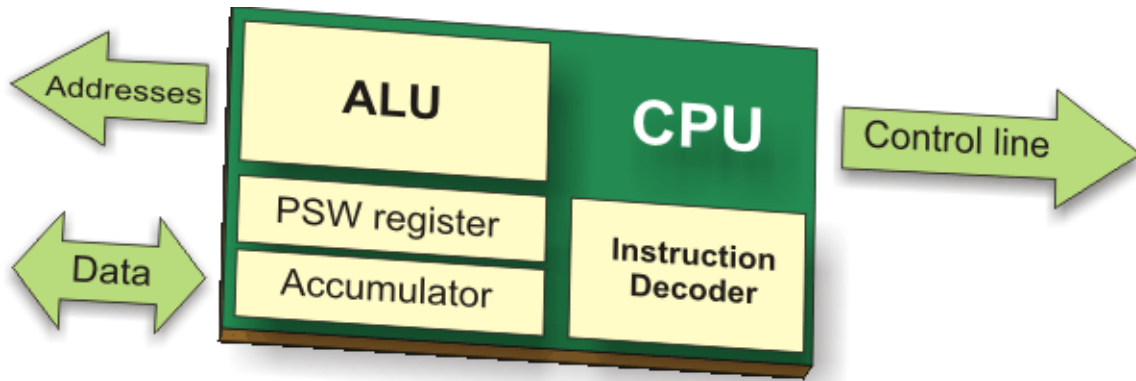 Addresses
ALU
CPU
Control line
PSW register
Data
Accumulator
Instruction
Decoder